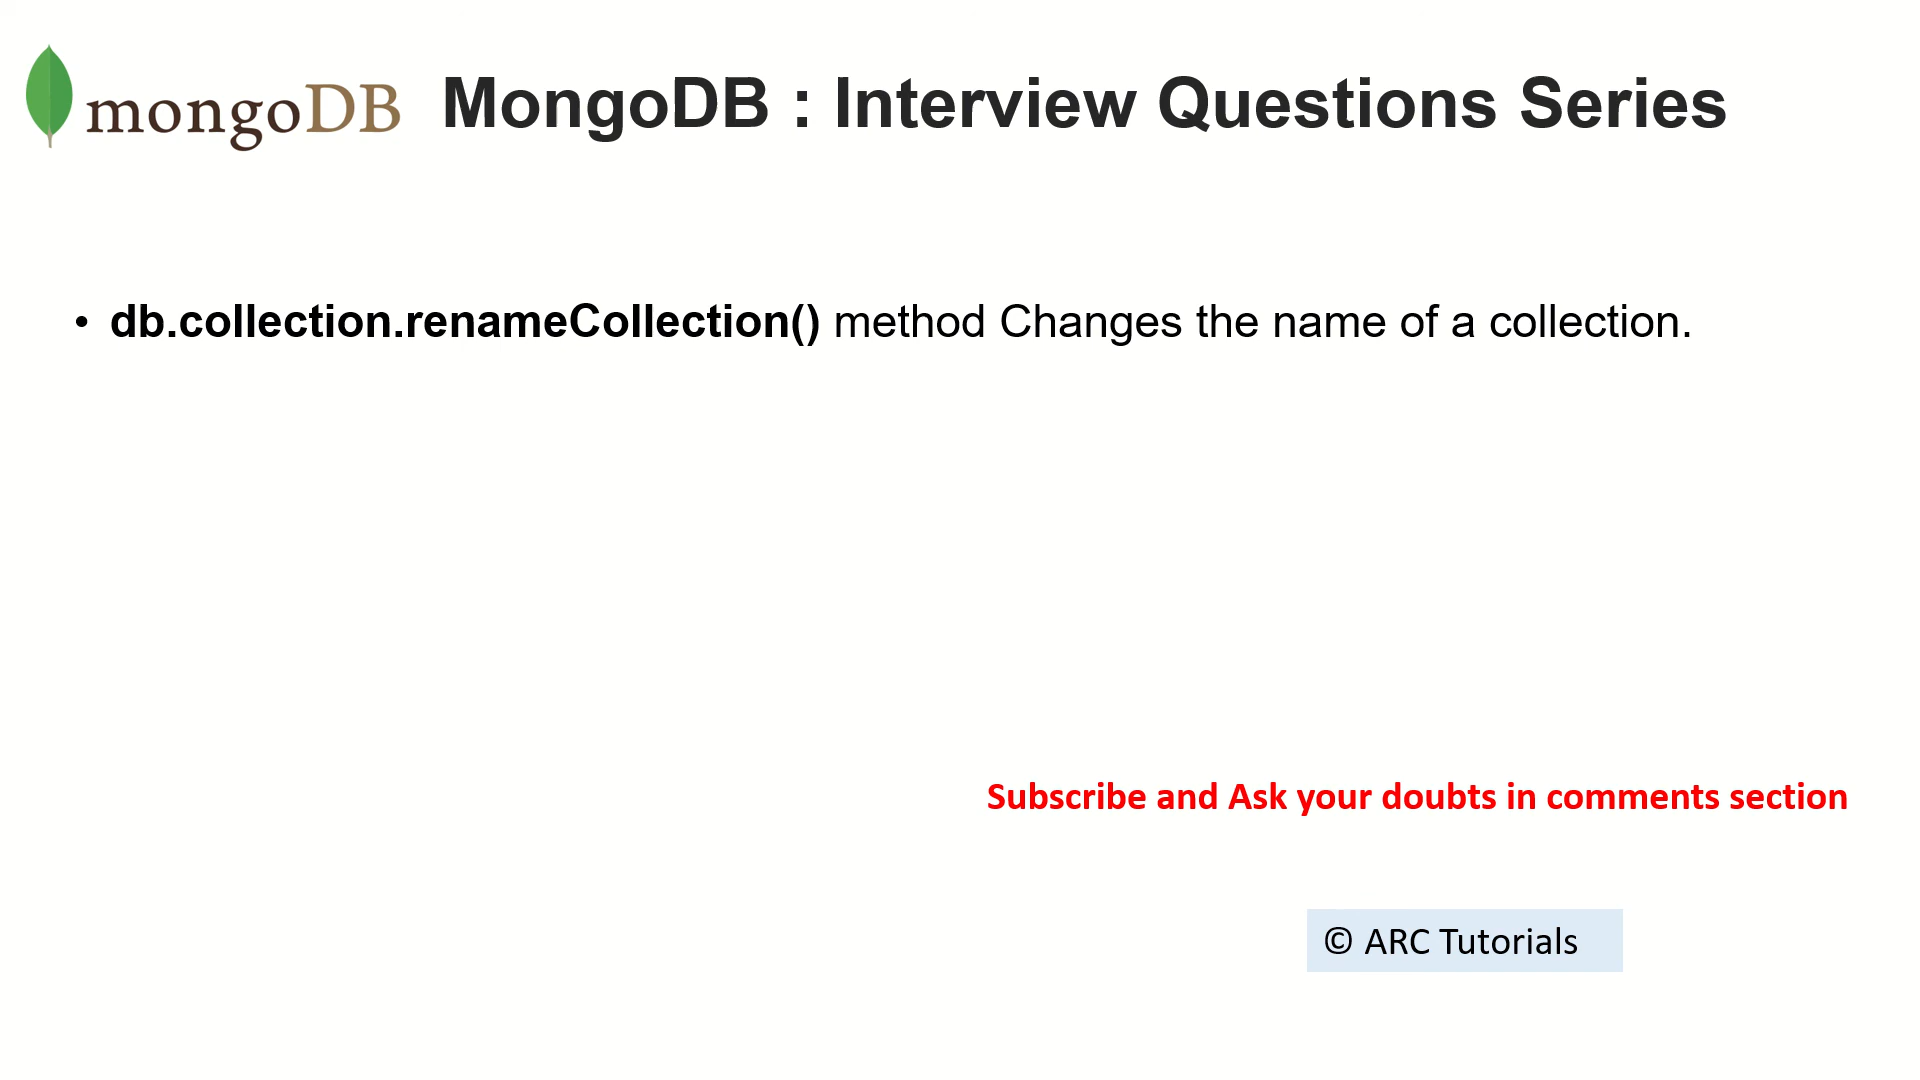 mongoDB MongoDB : Interview Questions Series
• db.collection.renameCollection() method Changes the name of a collection.
Subscribe and Ask your doubts in comments section
© ARC Tutorials